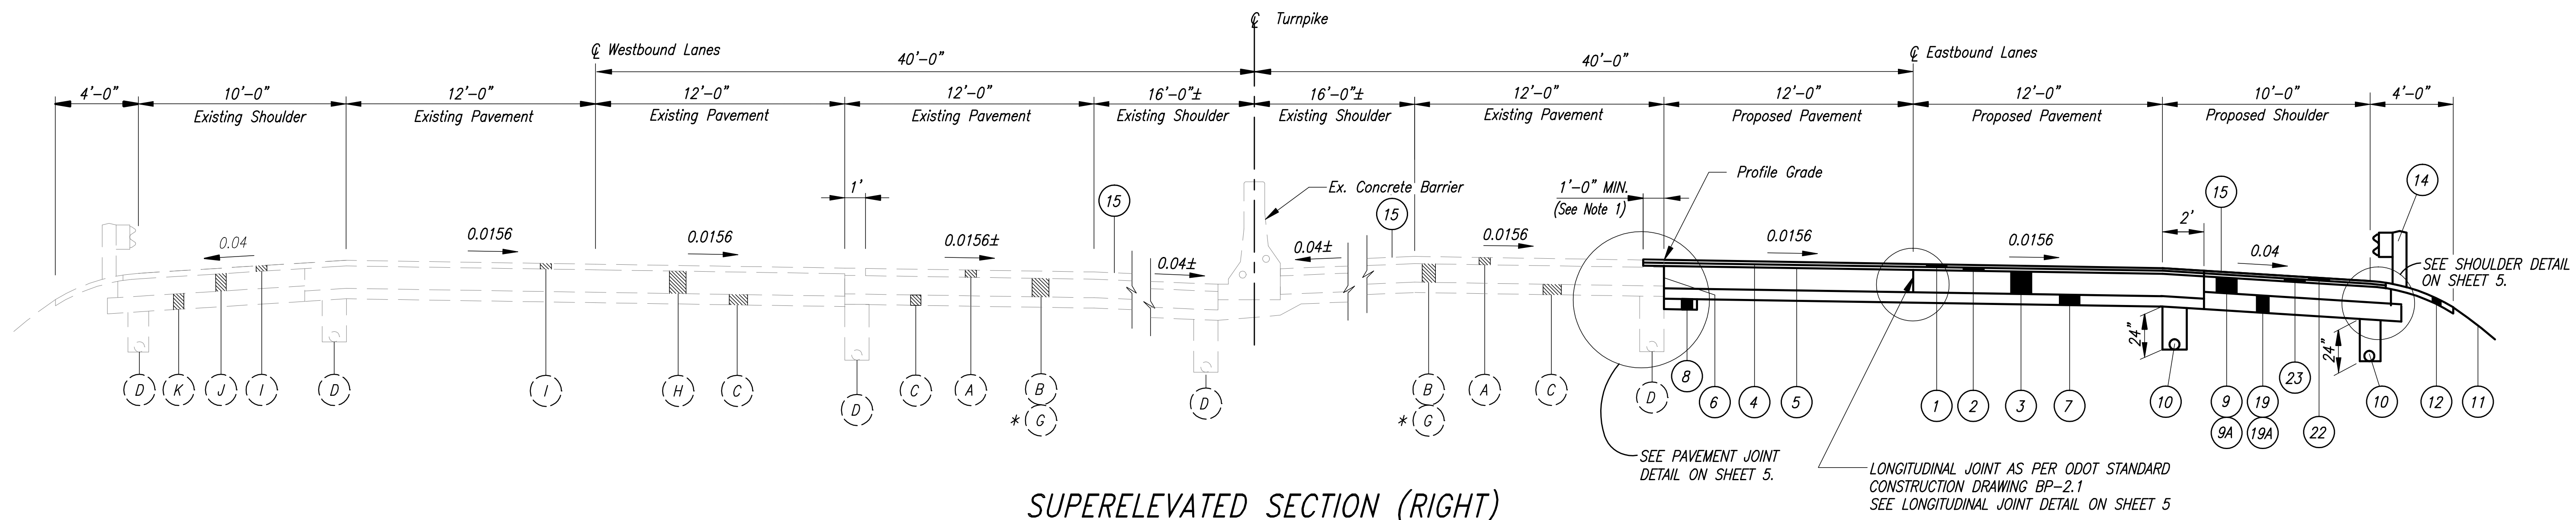 ℄ Turnpike
℄ Westbound Lanes
℄ Eastbound Lanes
40'-0"
40'-0"
4'-0"
10'-0"
12'-0"
12'-0"
12'-0"
16'-0"±
16'-0"±
12'-0"
12'-0"
12'-0"
10'-0"
4'-0"
Existing Shoulder
Existing Pavement
Existing Pavement
Existing Pavement
Existing Shoulder
Existing Shoulder
Existing Pavement
Proposed Pavement
Proposed Pavement
Proposed Shoulder
Profile Grade
1'
Ex. Concrete Barrier
1'-0" MIN.
(See Note 1)
15
15
15
14
2'
0.04
0.0156
0.0156
0.0156±
0.04±
0.04±
0.0156
0.0156
0.0156
0.04
SEE SHOULDER DETAIL
ON SHEET 5.
24"
24"
D
K
J
I
D
I
H
C
D
C
A
B
* G
D
B
* G
A
C
D
8
6
4
5
1
2
3
7
10
9
9A
19
19A
23
22
10
12
11
SEE PAVEMENT JOINT
DETAIL ON SHEET 5.
LONGITUDINAL JOINT AS PER ODOT STANDARD
CONSTRUCTION DRAWING BP-2.1
SEE LONGITUDINAL JOINT DETAIL ON SHEET 5
SUPERELEVATED SECTION (RIGHT)